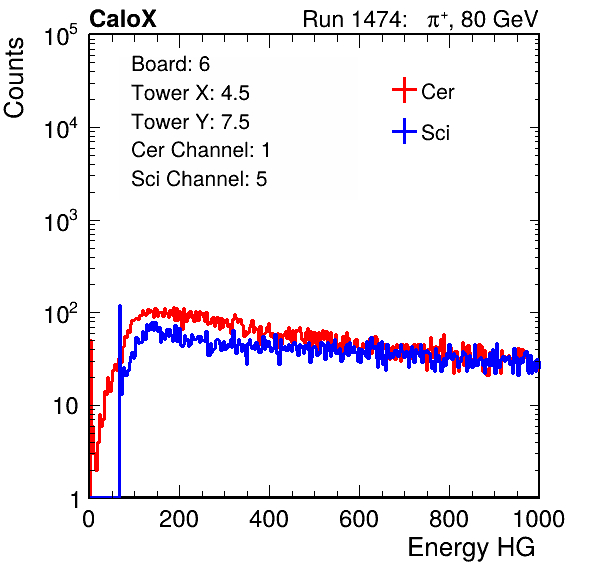 CaloX Run 1474: π⁺, 80 GeV
Board: 6
Tower X: 4.5
Tower Y: 7.5
Cer Channel: 1
Sci Channel: 5
Cer
Sci
Counts
10⁵
10⁴
10³
10²
10
1
0 200 400 600 800 1000
Energy HG